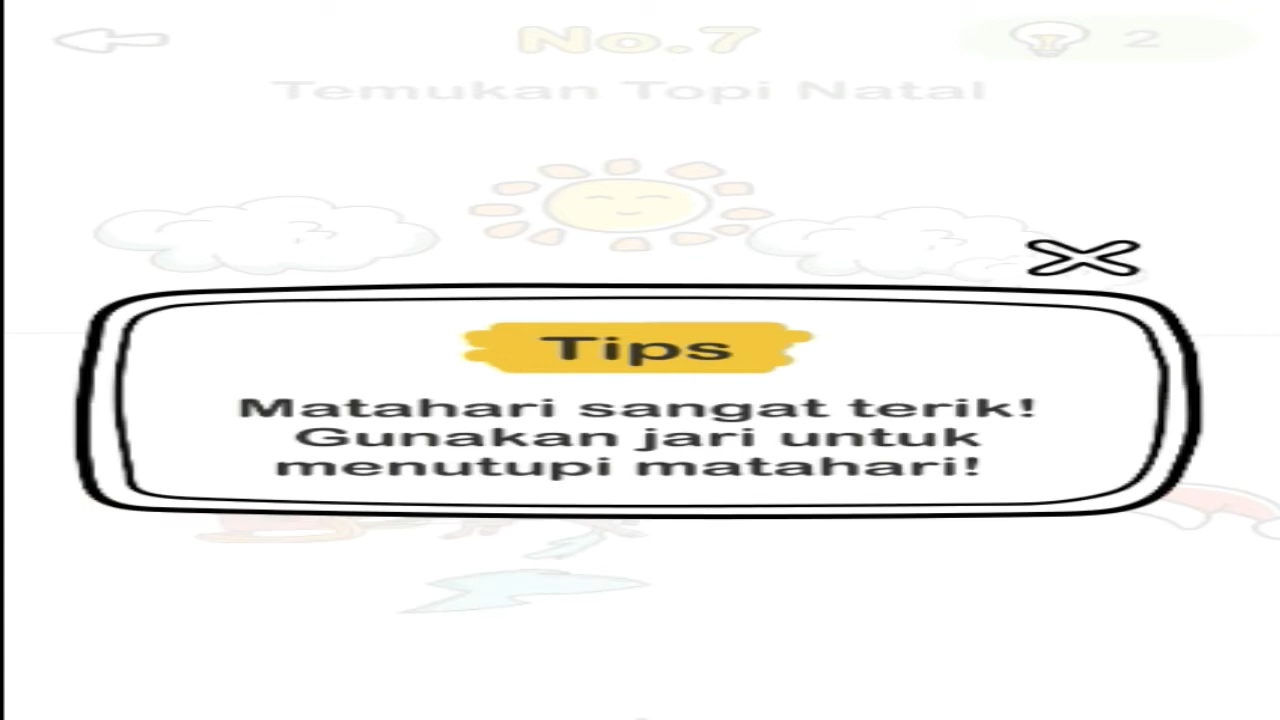 No.7
2
Temukan Topi Natal
Tips
Matahari sangat terik!
Gunakan jari untuk
menutupi matahari!